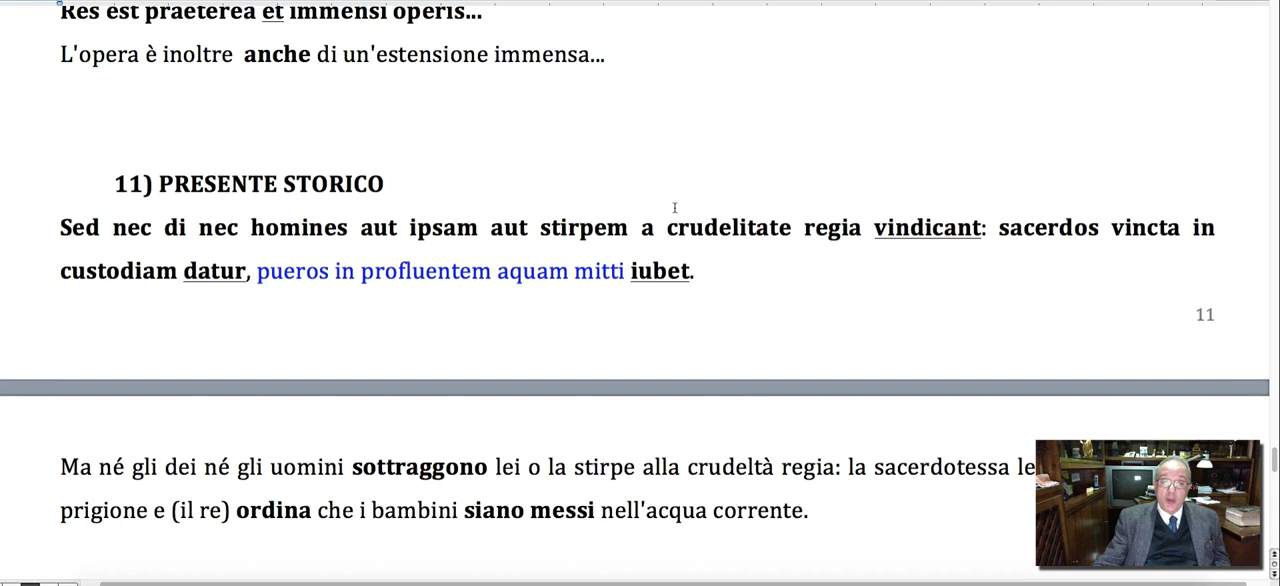 Res est praeterea et immensi operis...
L'opera è inoltre anche di un'estensione immensa...
11) PRESENTE STORICO
Sed nec di nec homines aut ipsam aut stirpem a crudelitate regia vindicant: sacerdos vincta in
custodiam datur, pueros in profluentem aquam mitti iubet.
11
Ma né gli dei né gli uomini sottraggono lei o la stirpe alla crudeltà regia: la sacerdotessa le
prigione e (il re) ordina che i bambini siano messi nell'acqua corrente.